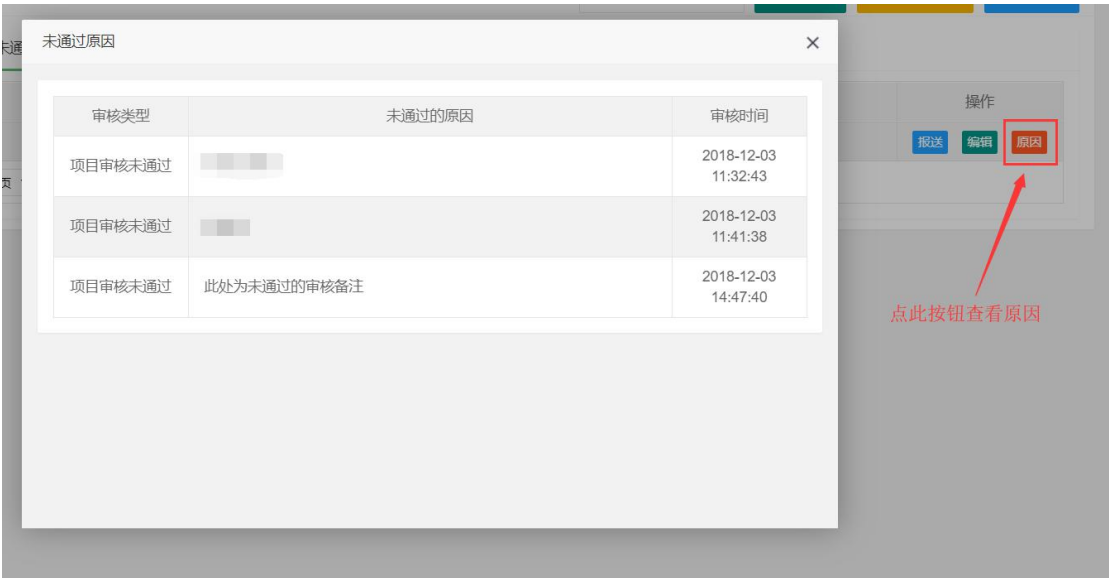 未通过原因
审核类型 未通过的原因 审核时间
项目审核未通过 2018-12-03
11:32:43
项目审核未通过 2018-12-03
11:41:38
项目审核未通过 此处为未通过的审核备注 2018-12-03
14:47:40
未通
页
操作
报送 编辑 原因
点此按钮查看原因